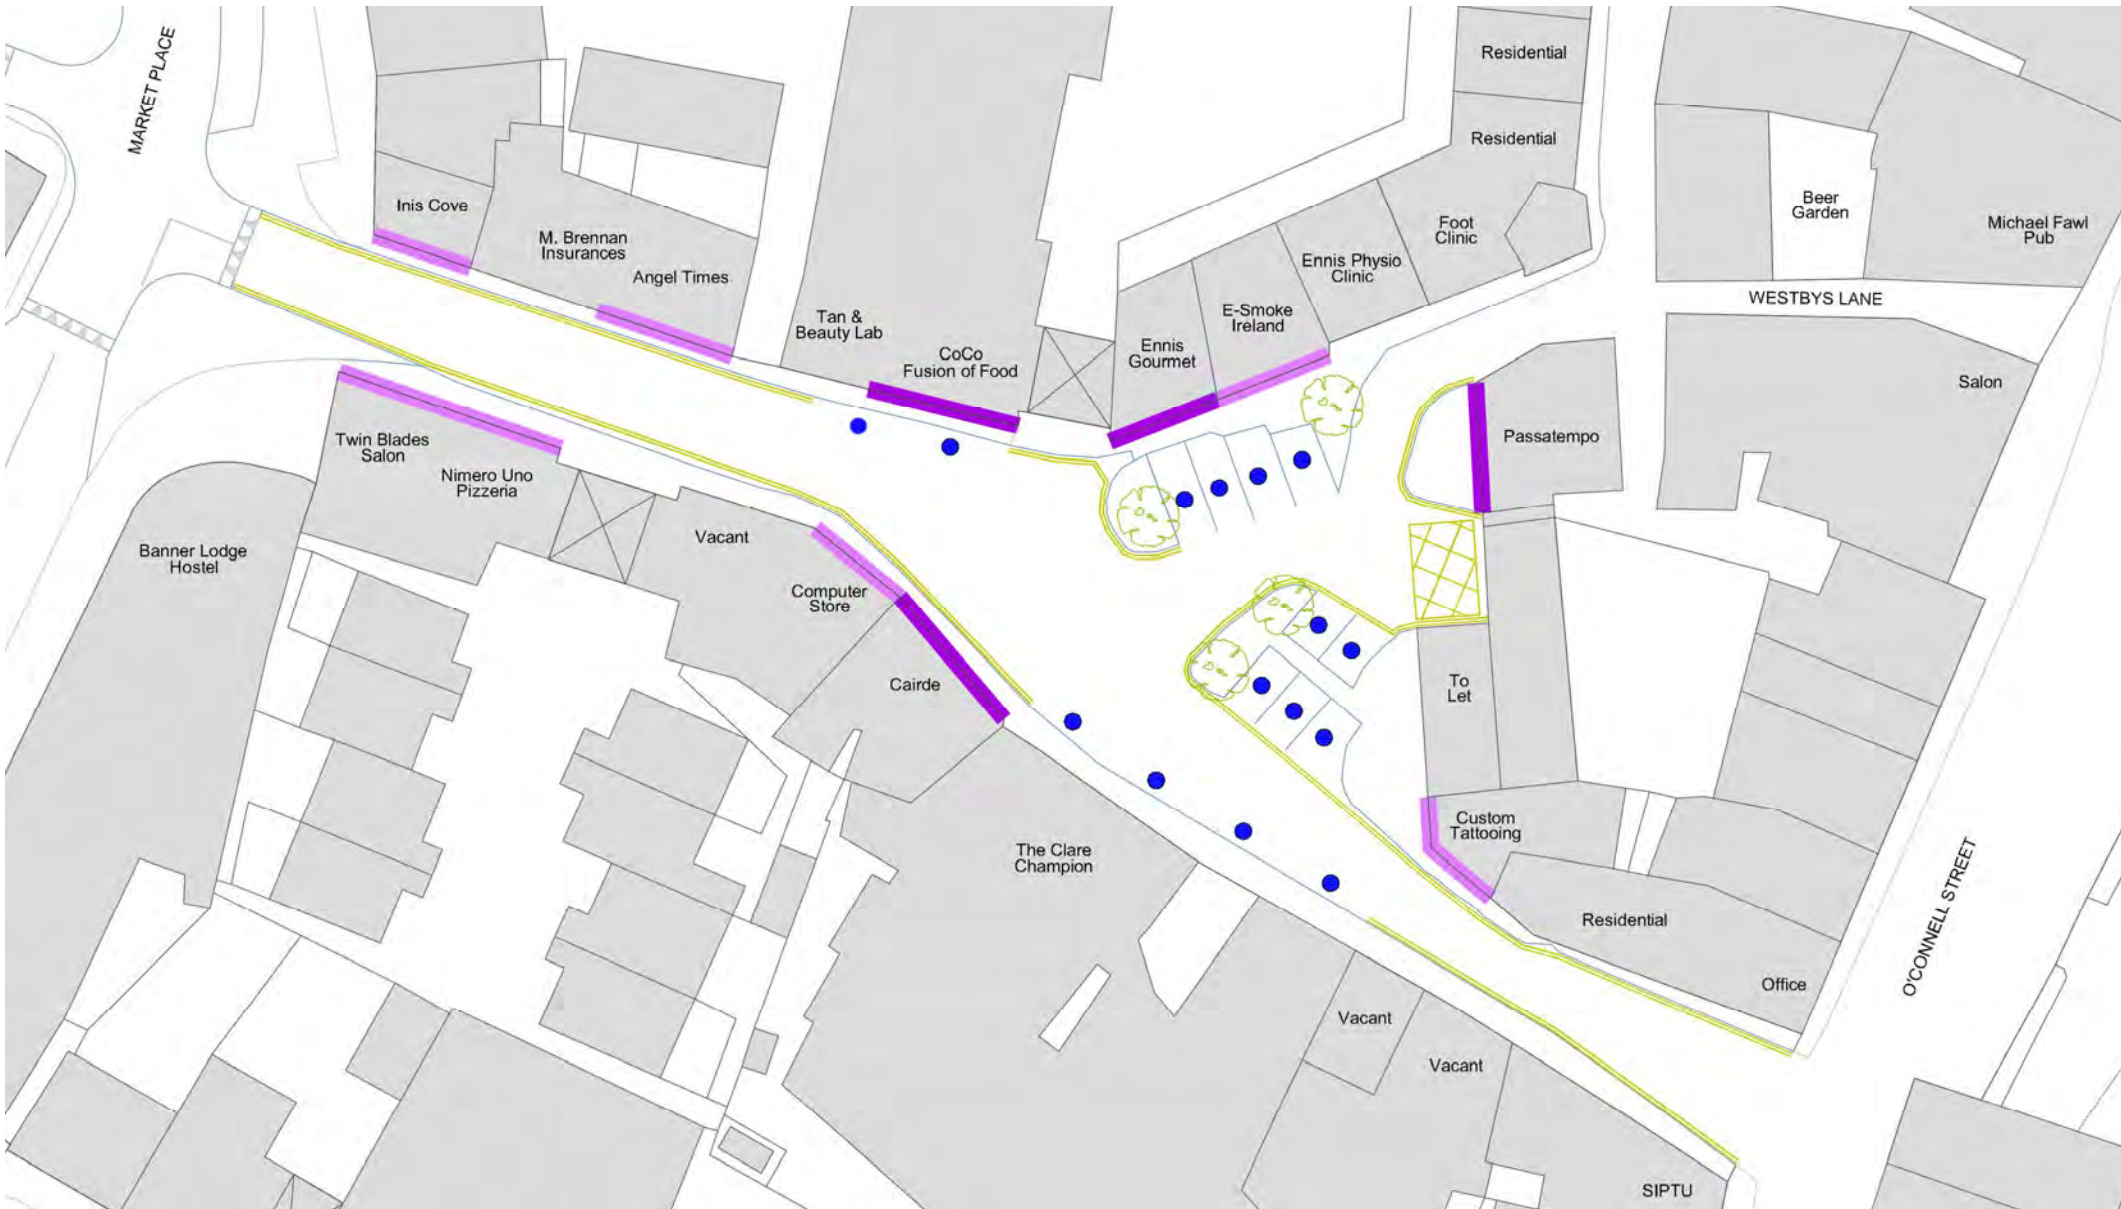 MARKET PLACE
Residential
Residential
Inis Cove
M. Brennan
Insurances
Angel Times
Tan &
Beauty Lab
CoCo
Fusion of Food
Ennis
Gourmet
E-Smoke
Ireland
Ennis Physio
Clinic
Foot
Clinic
Beer
Garden
Michael Fawl
Pub
WESTBYS LANE
Salon
Passatempo
Twin Blades
Salon
Nimero Uno
Pizzeria
Banner Lodge
Hostel
Vacant
Computer
Store
Cairde
To
Let
Custom
Tattooing
The Clare
Champion
Residential
Office
O'CONNELL STREET
Vacant
Vacant
SIPTU